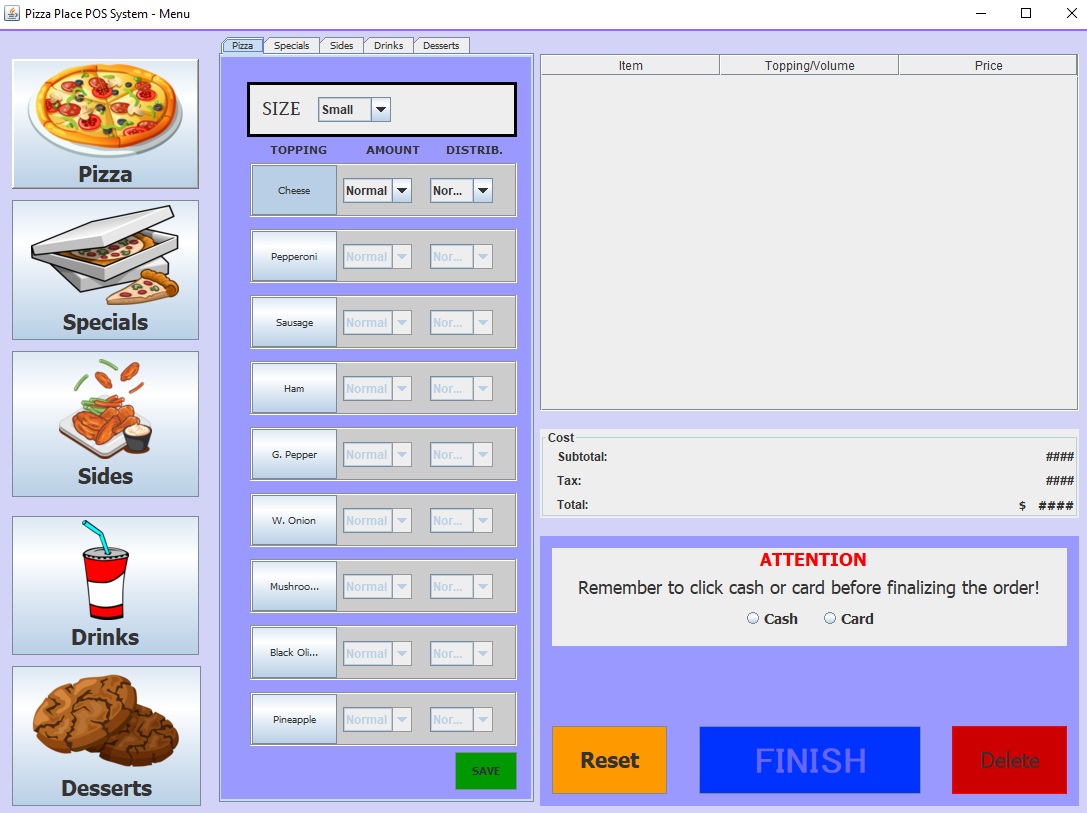 Pizza Place POS System - Menu
Pizza
Specials
Sides
Drinks
Desserts
Pizza Specials Sides Drinks Desserts
SIZE Small
TOPPING AMOUNT DISTRIB.
Cheese Normal Nor...
Pepperoni Normal Nor...
Sausage Normal Nor...
Ham Normal Nor...
G. Pepper Normal Nor...
W. Onion Normal Nor...
Mushroo... Normal Nor...
Black Oli... Normal Nor...
Pineapple Normal Nor...
SAVE
Item Topping/Volume Price
Cost
Subtotal: ####
Tax: ####
Total: $ ####
ATTENTION
Remember to click cash or card before finalizing the order!
Cash Card
Reset FINISH Delete